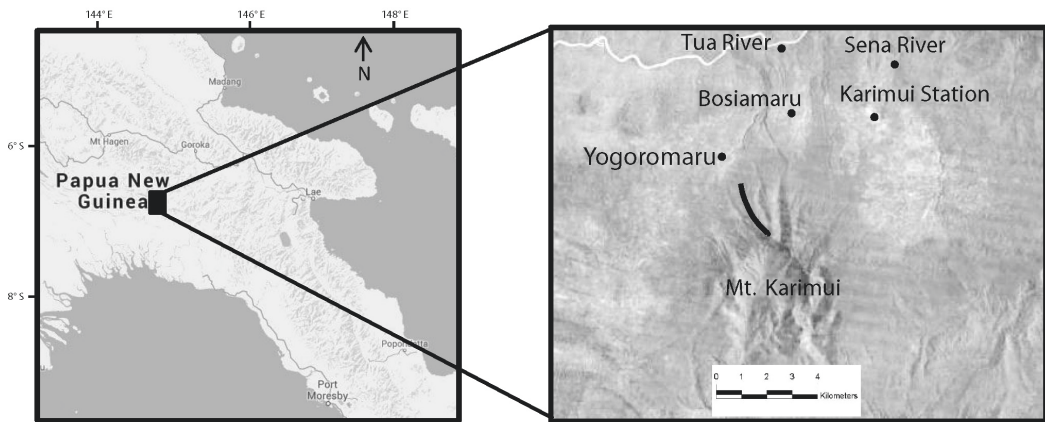 144° E 146° E 148° E
N
Madang
6° S
Mt Hagen
Goroka
Papua New
Guinea
Lae
8° S
Popondetta
Port
Moresby
Tua River
Sena River
Bosiamaru
Karimui Station
Yogoromaru
Mt. Karimui
0 1 2 3 4
Kilometers